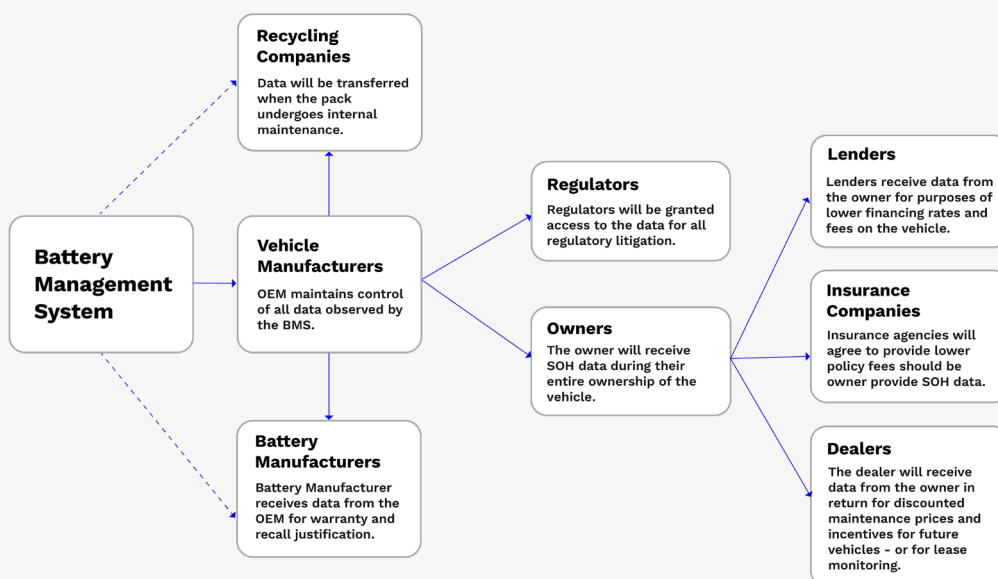 Recycling
Companies
Data will be transferred
when the pack
undergoes internal
maintenance.
Battery
Management
System
Vehicle
Manufacturers
OEM maintains control
of all data observed by
the BMS.
Battery
Manufacturers
Battery Manufacturer
receives data from the
OEM for warranty and
recall justification.
Regulators
Regulators will be granted
access to the data for all
regulatory litigation.
Owners
The owner will receive
SOH data during their
entire ownership of the
vehicle.
Lenders
Lenders receive data from
the owner for purposes of
lower financing rates and
fees on the vehicle.
Insurance
Companies
Insurance agencies will
agree to provide lower
policy fees should be
owner provide SOH data.
Dealers
The dealer will receive
data from the owner in
return for discounted
maintenance prices and
incentives for future
vehicles - or for lease
monitoring.